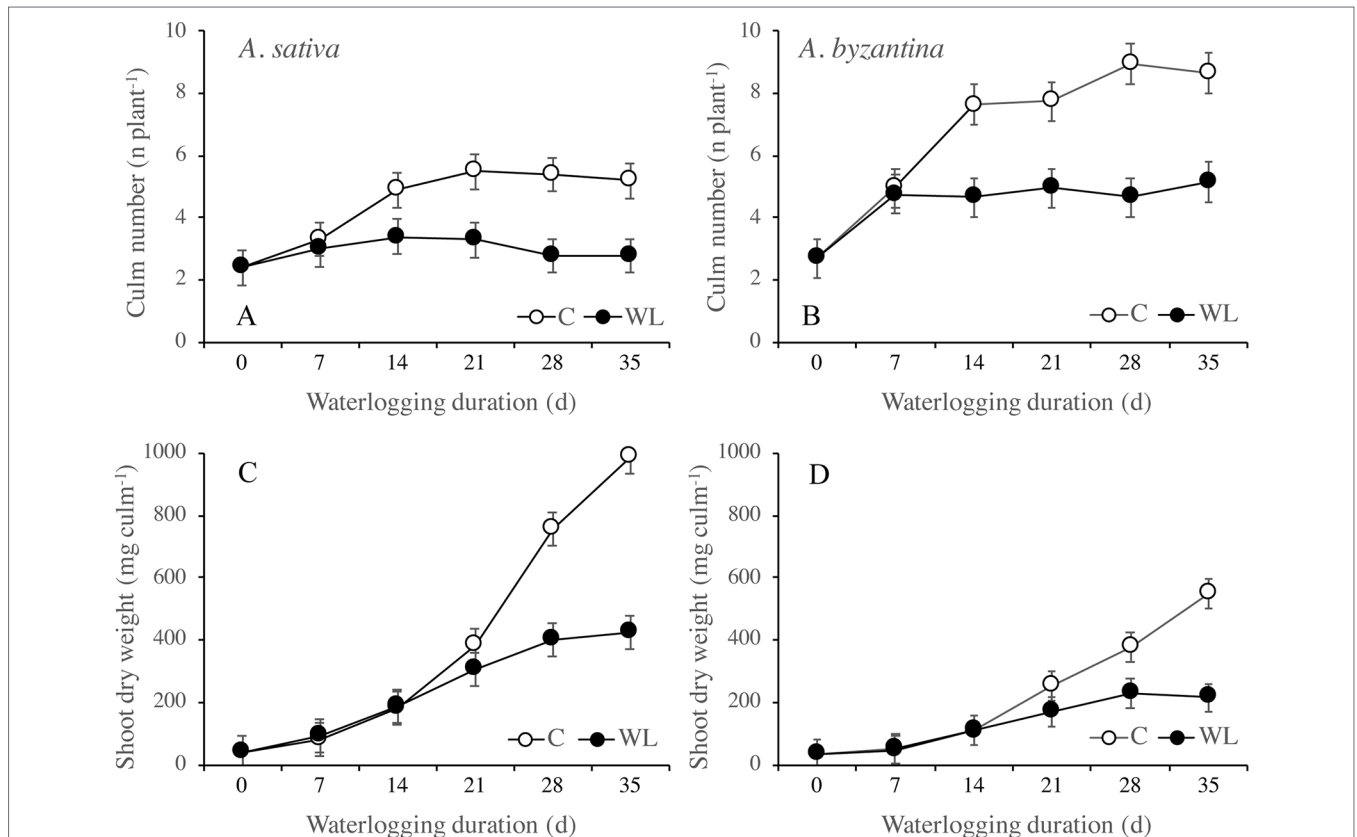 A. sativa
Culm number (n plant⁻¹)
10
8
6
4
2
0
A
C WL
0 7 14 21 28 35
Waterlogging duration (d)
A. byzantina
Culm number (n plant⁻¹)
10
8
6
4
2
0
B
C WL
0 7 14 21 28 35
Waterlogging duration (d)
C
Shoot dry weight (mg culm⁻¹)
1000
800
600
400
200
0
C WL
0 7 14 21 28 35
Waterlogging duration (d)
D
Shoot dry weight (mg culm⁻¹)
1000
800
600
400
200
0
C WL
0 7 14 21 28 35
Waterlogging duration (d)